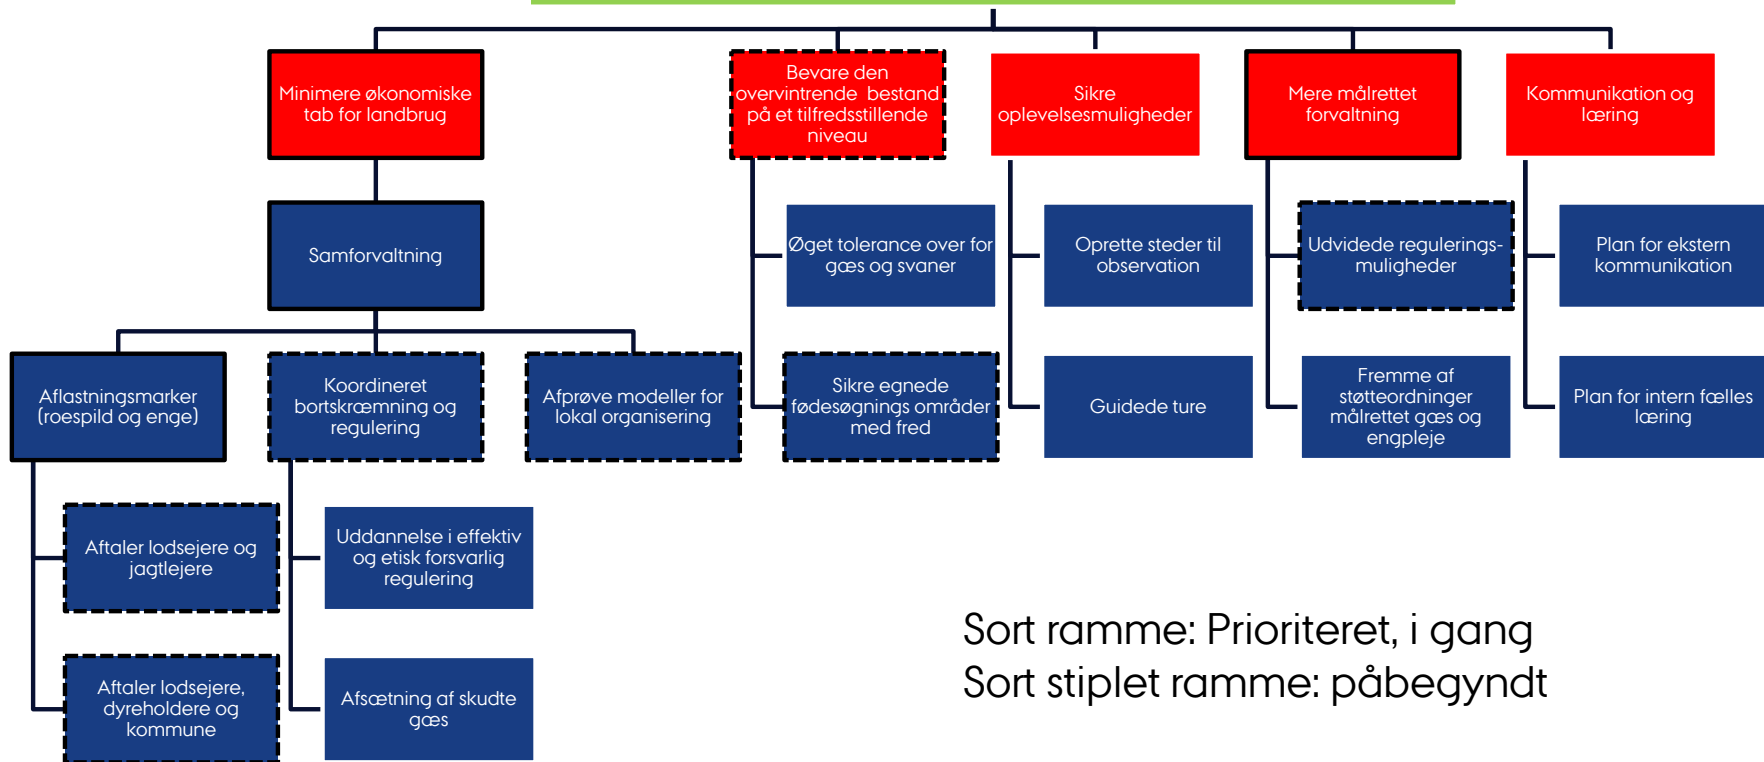 Minimere økonomiske
tab for landbrug
Bevare den
overvintrende bestand
på et tilfredsstillende
niveau
Sikre
oplevelsesmuligheder
Mere målrettet
forvaltning
Kommunikation og
læring
Samforvaltning
Øget tolerance over for
gæs og svaner
Oprette steder til
observation
Udvidede regulerings-
muligheder
Plan for ekstern
kommunikation
Aflastningsmarker
(roespild og enge)
Koordineret
bortskræmning og
regulering
Afprøve modeller for
lokal organisering
Sikre egnede
fødesøgnings områder
med fred
Guidede ture
Fremme af
støtteordninger
målrettet gæs og
engpleje
Plan for intern fælles
læring
Aftaler lodsejere og
jagtlejere
Uddannelse i effektiv
og etisk forsvarlig
regulering
Aftaler lodsejere,
dyreholdere og
kommune
Afsætning af skudte
gæs
Sort ramme: Prioriteret, i gang
Sort stiplet ramme: påbegyndt